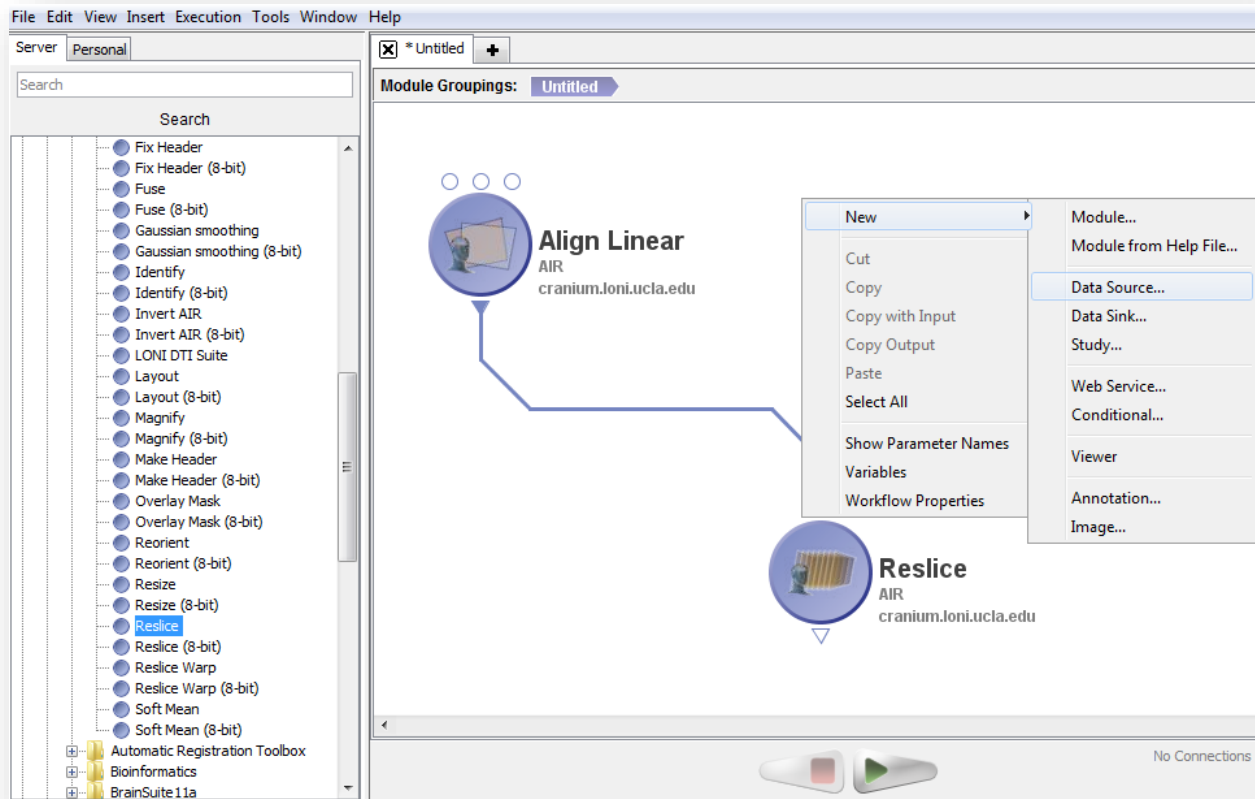 File Edit View Insert Execution Tools Window Help
Server Personal
Search
Search
Fix Header
Fix Header (8-bit)
Fuse
Fuse (8-bit)
Gaussian smoothing
Gaussian smoothing (8-bit)
Identify
Identify (8-bit)
Invert AIR
Invert AIR (8-bit)
LONI DTI Suite
Layout
Layout (8-bit)
Magnify
Magnify (8-bit)
Make Header
Make Header (8-bit)
Overlay Mask
Overlay Mask (8-bit)
Reorient
Reorient (8-bit)
Resize
Resize (8-bit)
Reslice
Reslice (8-bit)
Reslice Warp
Reslice Warp (8-bit)
Soft Mean
Soft Mean (8-bit)
Automatic Registration Toolbox
Bioinformatics
BrainSuite11a
* Untitled
Module Groupings: Untitled
Align Linear
AIR
cranium.loni.ucla.edu
New
Cut
Copy
Copy with Input
Copy Output
Paste
Select All
Show Parameter Names
Variables
Workflow Properties
Module...
Module from Help File...
Data Source...
Data Sink...
Study...
Web Service...
Conditional...
Viewer
Annotation...
Image...
Reslice
AIR
cranium.loni.ucla.edu
No Connections